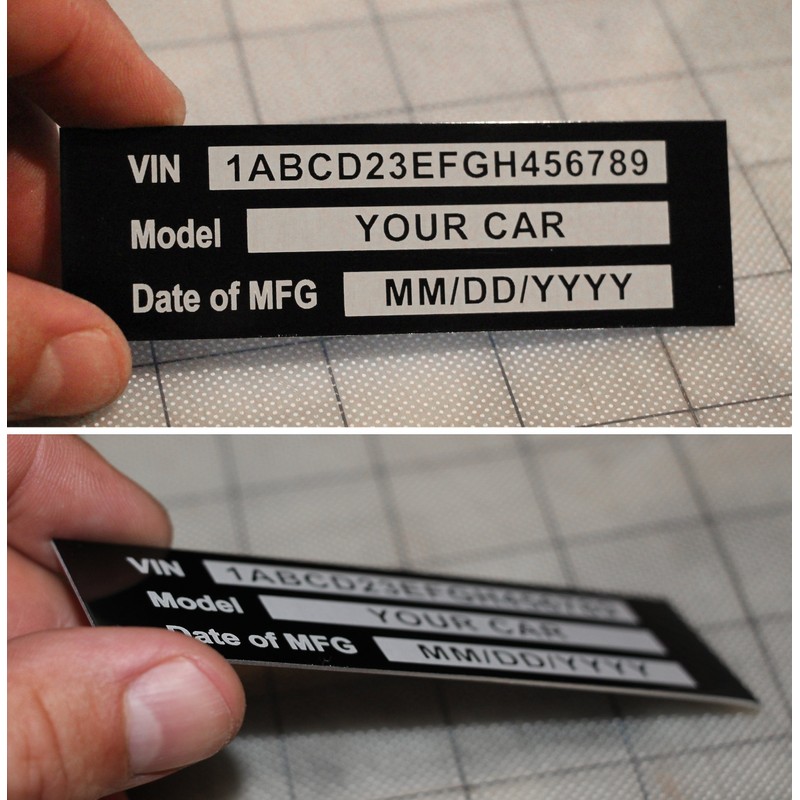 VIN 1ABCD23EFGH456789
Model YOUR CAR
Date of MFG MM/DD/YYYY
VIN 1ABCD23EFGH456789
Model YOUR CAR
Date of MFG MM/DD/YYYY